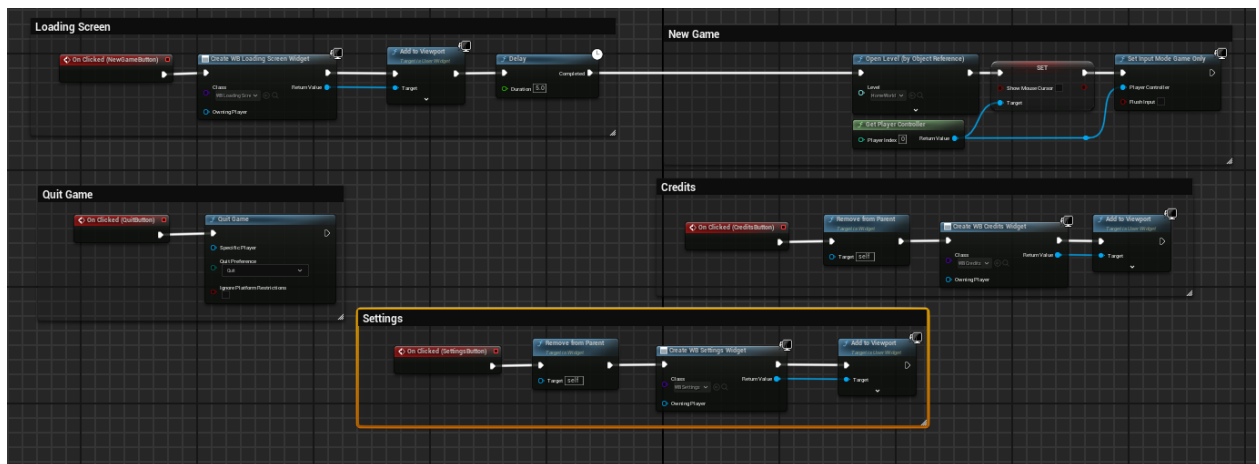 Loading Screen
On Clicked (NewGameButton)
Create WB Loading Screen Widget
Class
WB Loading Scre
Return Value
Owning Player
Add to Viewport
Target is User Widget
Target
Delay
Completed
Duration 5.0
New Game
Open Level (by Object Reference)
Level
HomeWorld
Get Player Controller
Player Index 0
Return Value
SET
Show Mouse Cursor
Target
Set Input Mode Game Only
Player Controller
Flush Input
Quit Game
On Clicked (QuitButton)
Quit Game
Specific Player
Quit Preference
Quit
Ignore Platform Restrictions
Credits
On Clicked (CreditsButton)
Remove from Parent
Target is Widget
Target self
Create WB Credits Widget
Class
WB Credits
Return Value
Owning Player
Add to Viewport
Target is User Widget
Target
Settings
On Clicked (SettingsButton)
Remove from Parent
Target is Widget
Target self
Create WB Settings Widget
Class
WB Settings
Return Value
Owning Player
Add to Viewport
Target is User Widget
Target